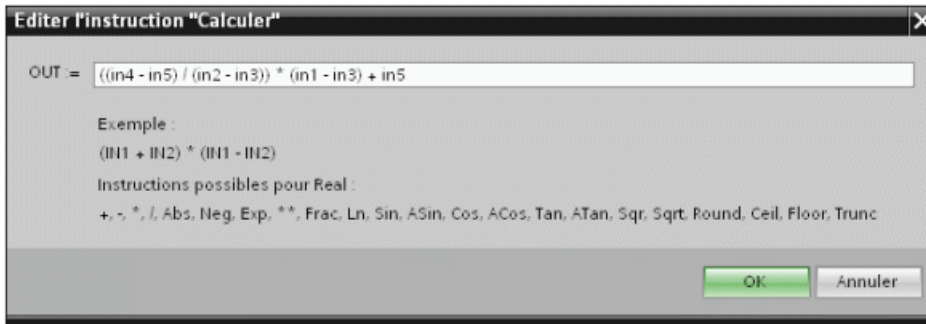 Editer l'instruction "Calculer"
OUT := ((in4 - in5) / (in2 - in3)) * (in1 - in3) + in5
Exemple :
(IN1 + IN2) * (IN1 - IN2)
Instructions possibles pour Real :
+, -, *, /, Abs, Neg, Exp, **, Frac, Ln, Sin, ASin, Cos, ACos, Tan, ATan, Sqr, Sqrt, Round, Ceil, Floor, Trunc
OK Annuler